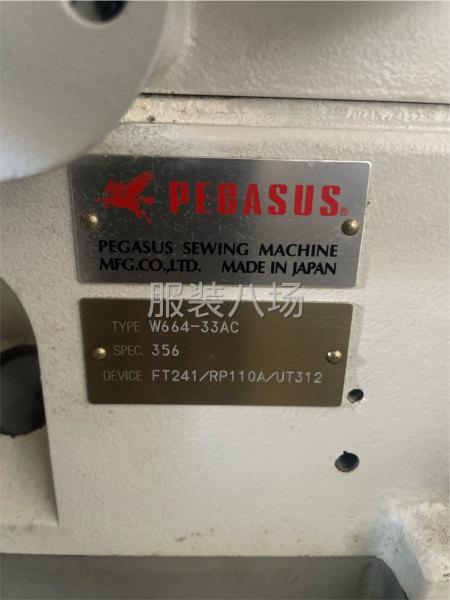 PEGASUS®
PEGASUS SEWING MACHINE
MFG.CO.,LTD. MADE IN JAPAN
服装八场
TYPE W664-33AC
SPEC. 356
DEVICE FT241/RP110A/UT312